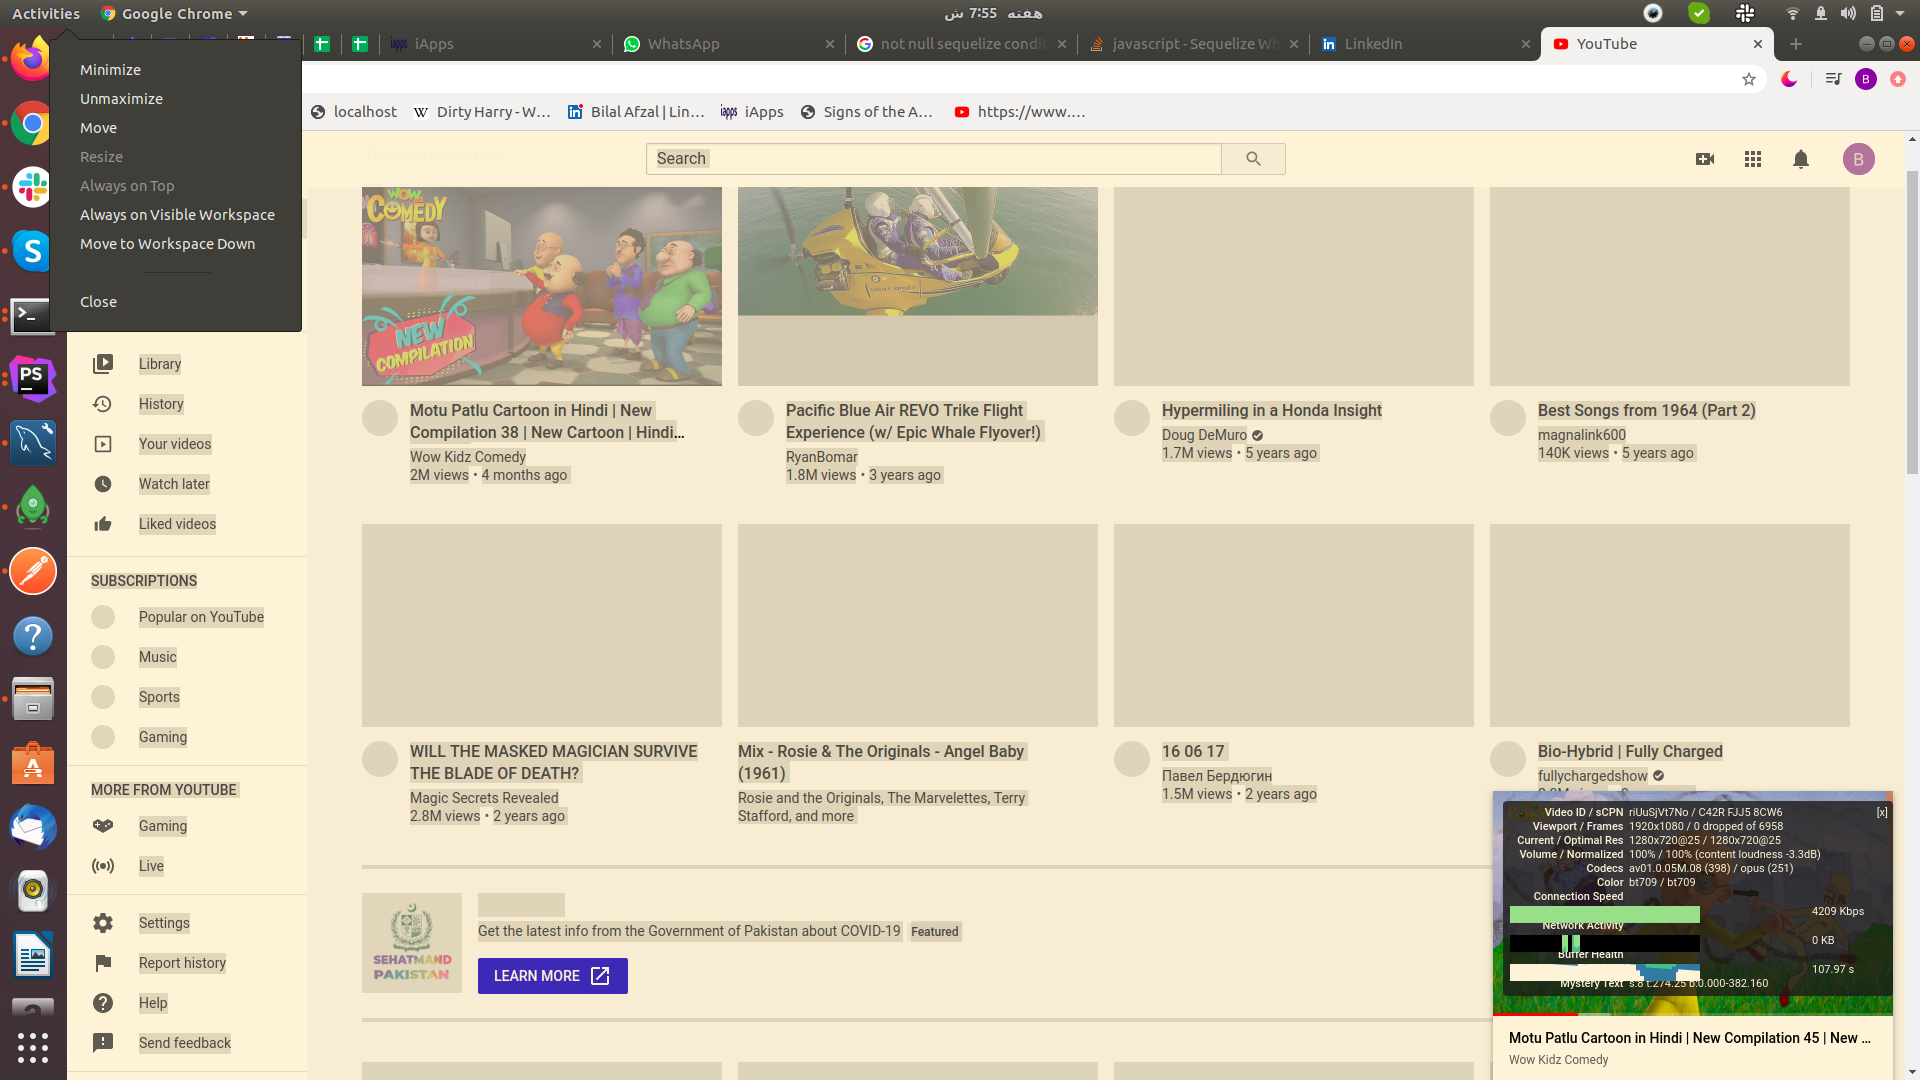 Activities
Google Chrome
هفته 7:55 ش
Minimize
Unmaximize
Move
Resize
Always on Top
Always on Visible Workspace
Move to Workspace Down
Close
iApps
WhatsApp
not null sequelize condit
javascript - Sequelize Wh
LinkedIn
YouTube
localhost
Dirty Harry - W...
Bilal Afzal | Lin...
iApps
Signs of the A...
https://www....
B
Search
B
Library
History
Your videos
Watch later
Liked videos
SUBSCRIPTIONS
Popular on YouTube
Music
Sports
Gaming
MORE FROM YOUTUBE
Gaming
Live
Settings
Report history
Help
Send feedback
WOW KIDZ
COMEDY
NEW
COMPILATION
Motu Patlu Cartoon in Hindi | New
Compilation 38 | New Cartoon | Hindi...
Wow Kidz Comedy
2M views • 4 months ago
Pacific Blue Air REVO Trike Flight
Experience (w/ Epic Whale Flyover!)
RyanBomar
1.8M views • 3 years ago
Hypermiling in a Honda Insight
Doug DeMuro
1.7M views • 5 years ago
Best Songs from 1964 (Part 2)
magnalink600
140K views • 5 years ago
WILL THE MASKED MAGICIAN SURVIVE
THE BLADE OF DEATH?
Magic Secrets Revealed
2.8M views • 2 years ago
Mix - Rosie & The Originals - Angel Baby
(1961)
Rosie and the Originals, The Marvelettes, Terry
Stafford, and more
16 06 17
Павел Бердюгин
1.5M views • 2 years ago
Bio-Hybrid | Fully Charged
fullychargedshow
SEHATMAND
PAKISTAN
Get the latest info from the Government of Pakistan about COVID-19 Featured
LEARN MORE
Video ID / sCPN riUuSjVt7No / C42R FJJ5 8CW6 [x]
Viewport / Frames 1920x1080 / 0 dropped of 6958
Current / Optimal Res 1280x720@25 / 1280x720@25
Volume / Normalized 100% / 100% (content loudness -3.3dB)
Codecs av01.0.05M.08 (398) / opus (251)
Color bt709 / bt709
Connection Speed 4209 Kbps
Network Activity 0 KB
Buffer Health 107.97 s
Mystery Text s:8 t:274.25 b:0.000-382.160
Motu Patlu Cartoon in Hindi | New Compilation 45 | New ...
Wow Kidz Comedy